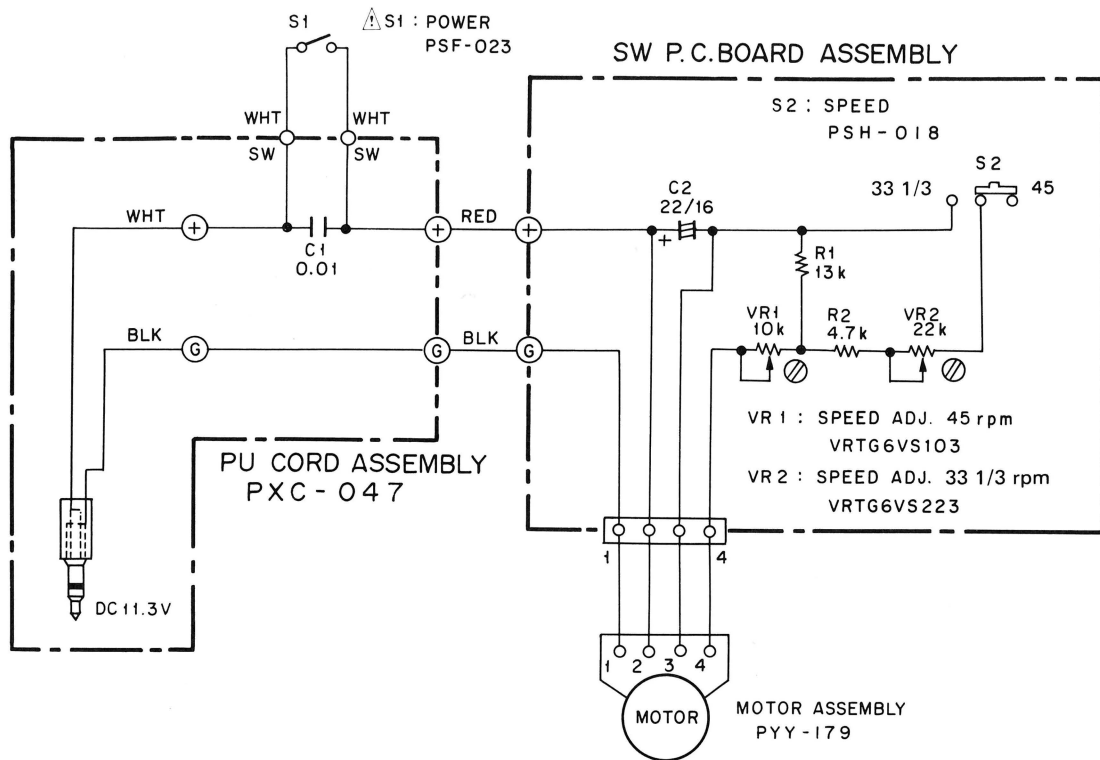 S1
⚠ S1 : POWER
PSF-023
SW P.C.BOARD ASSEMBLY
S2 : SPEED
PSH-018
WHT
WHT
SW
SW
S2
33 1/3
45
C2
22/16
WHT
+
+
RED
+
+
C1
0.01
R1
13k
VR1
10k
R2
4.7k
VR2
22k
BLK
G
G
BLK
G
VR1 : SPEED ADJ. 45 rpm
VRTG6VS103
VR2 : SPEED ADJ. 33 1/3 rpm
VRTG6VS223
PU CORD ASSEMBLY
PXC-047
1
4
DC 11.3V
1
2
3
4
MOTOR
MOTOR ASSEMBLY
PYY-179